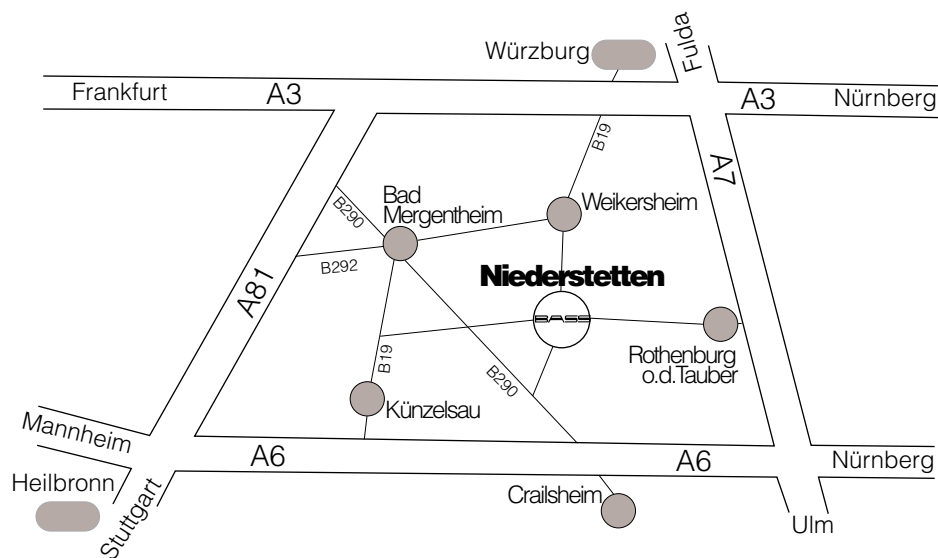 Würzburg
Fulda
Frankfurt
A3
A3
Nürnberg
B19
A7
Bad
Mergentheim
B290
Weikersheim
B292
A81
Niederstetten
BASS
Rothenburg
o.d.Tauber
B19
B290
Künzelsau
Mannheim
A6
A6
Nürnberg
Heilbronn
Stuttgart
Crailsheim
Ulm